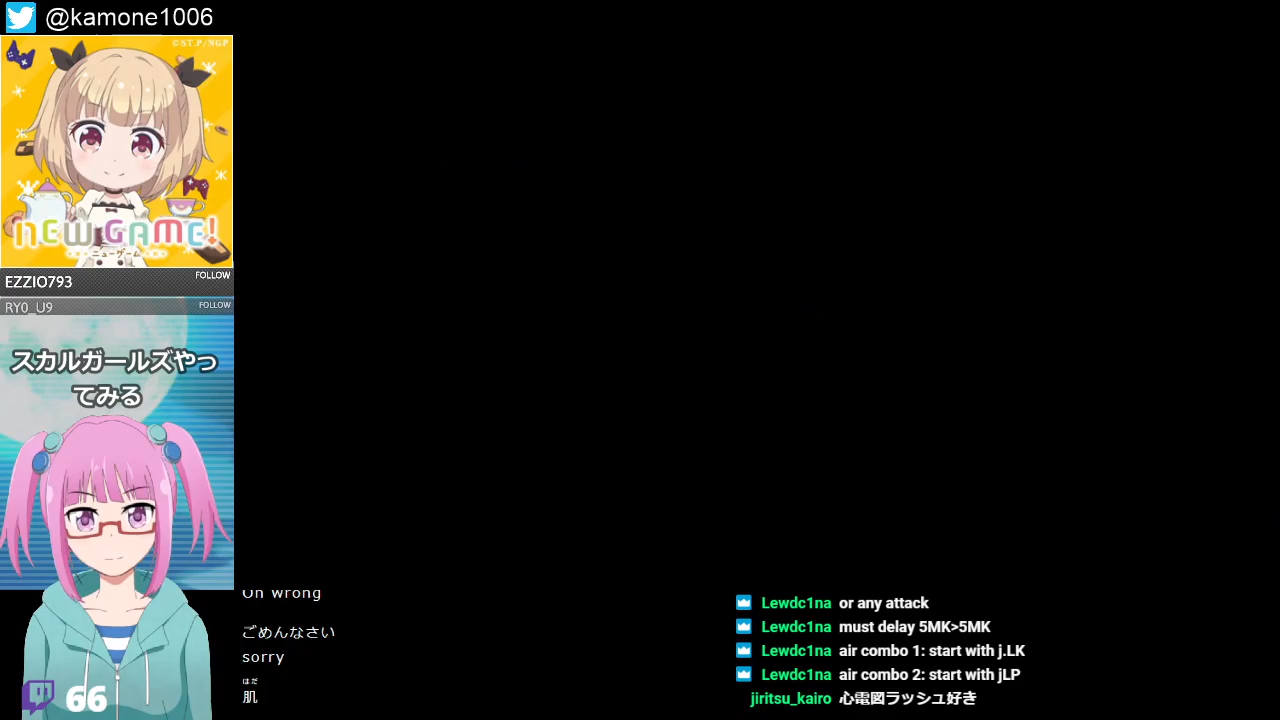 @kamone1006
©ST.P/NGP
NEW GAME!
ニューゲーム
EZZIO793 FOLLOW
RY0_U9 FOLLOW
スカルガールズやっ
てみる
Oh wrong
ごめんなさい
sorry
はだ
肌
66
Lewdc1na or any attack
Lewdc1na must delay 5MK>5MK
Lewdc1na air combo 1: start with j.LK
Lewdc1na air combo 2: start with jLP
jiritsu_kairo 心電図ラッシュ好き